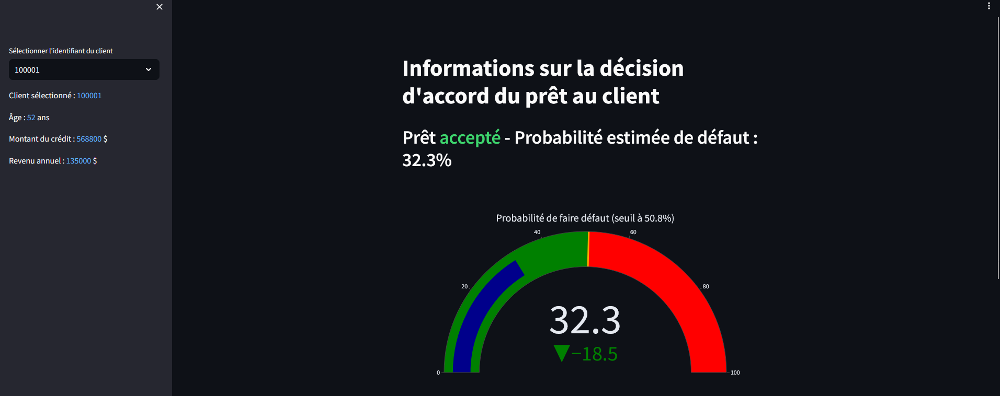 Sélectionner l'identifiant du client
100001
Client sélectionné : 100001
Âge : 52 ans
Montant du crédit : 568800 $
Revenu annuel : 135000 $
Informations sur la décision
d'accord du prêt au client
Prêt accepté - Probabilité estimée de défaut :
32.3%
Probabilité de faire défaut (seuil à 50.8%)
0
20
40
60
80
100
32.3
▼−18.5